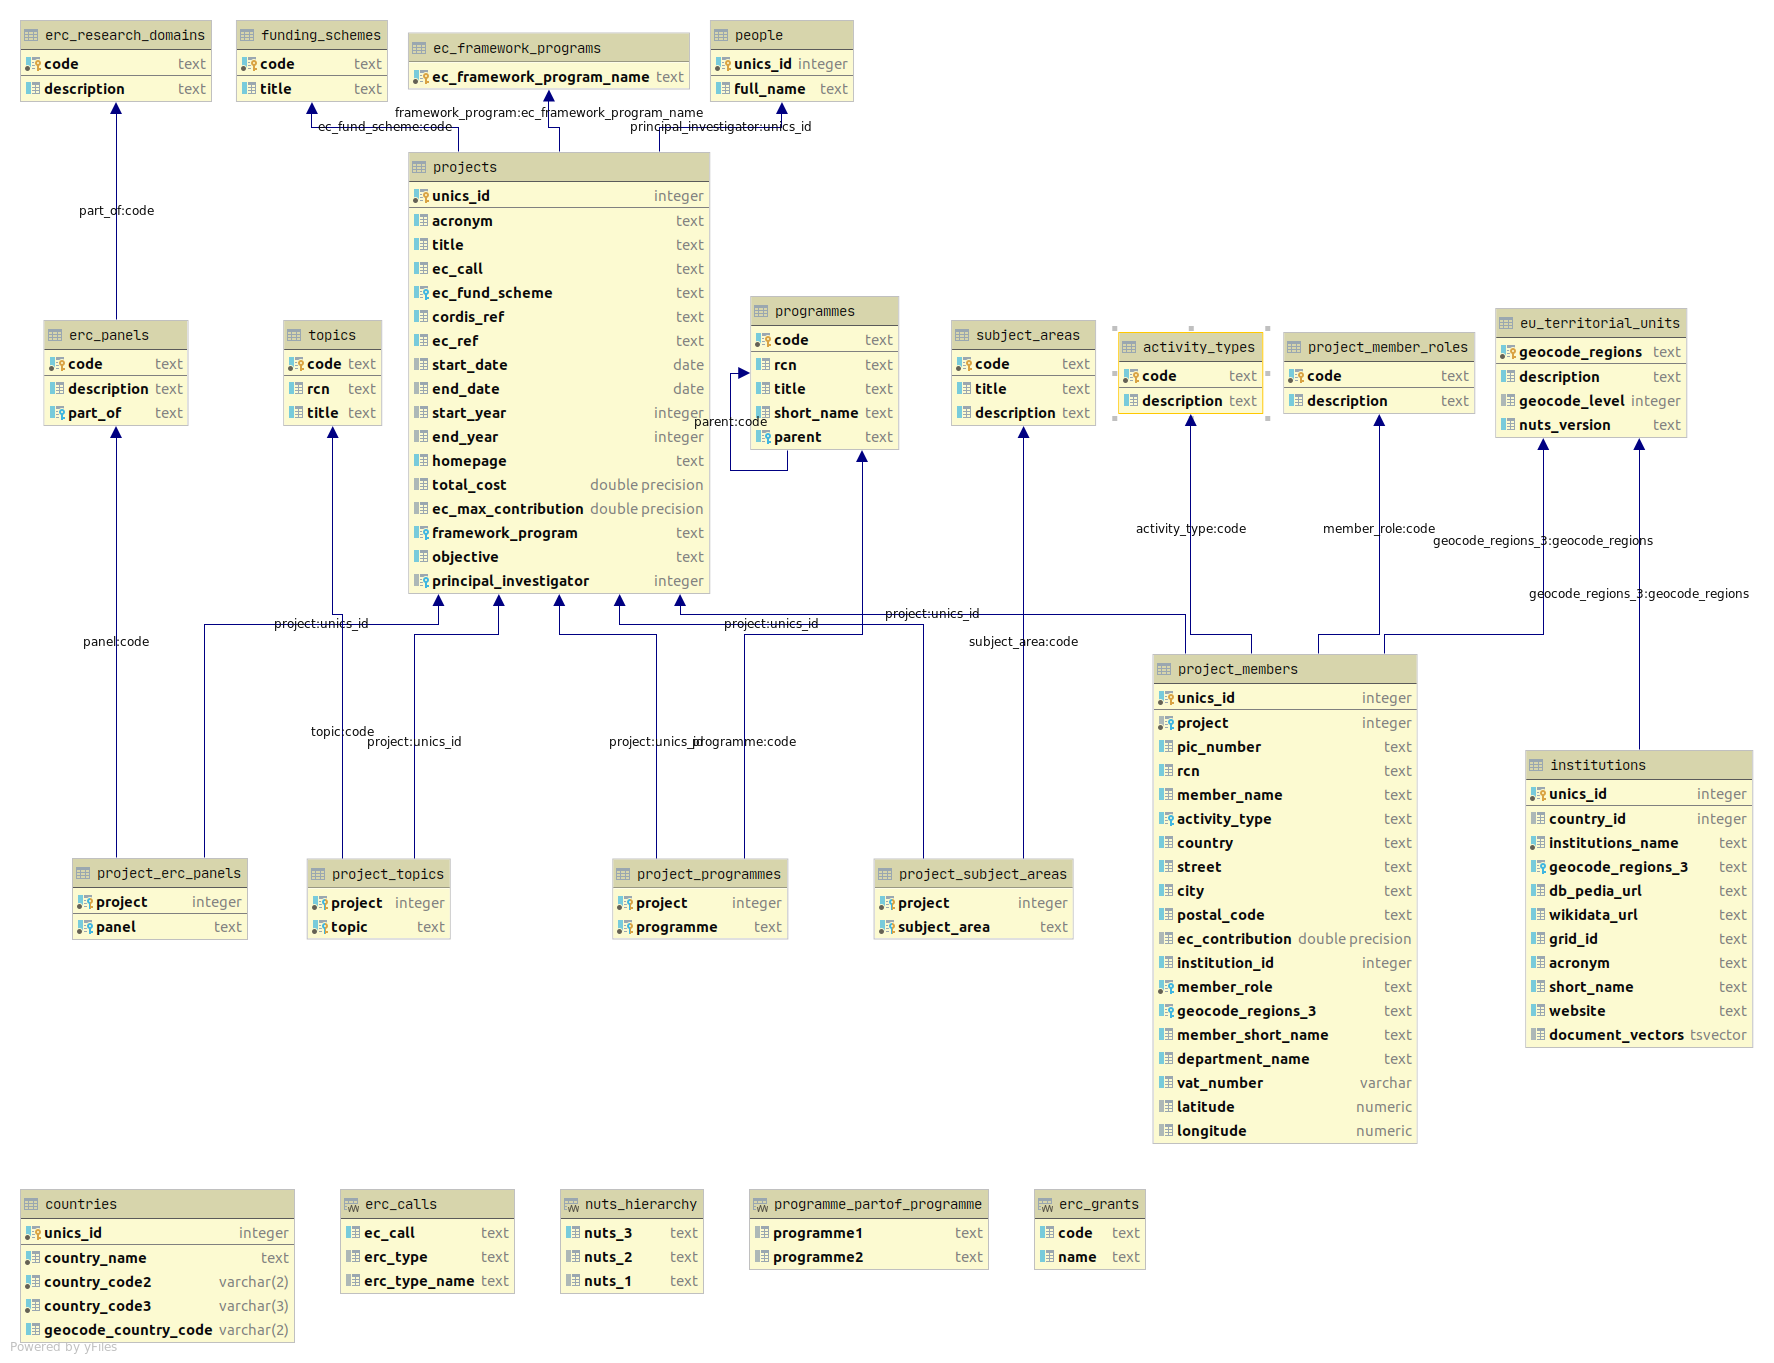 erc_research_domains
code text
description text
funding_schemes
code text
title text
ec_framework_programs
ec_framework_program_name text
people
unics_id integer
full_name text
framework_program:ec_framework_program_name
ec_fund_scheme:code
principal_investigator:unics_id
part_of:code
projects
unics_id integer
acronym text
title text
ec_call text
ec_fund_scheme text
cordis_ref text
ec_ref text
start_date date
end_date date
start_year integer
end_year integer
homepage text
total_cost double precision
ec_max_contribution double precision
framework_program text
objective text
principal_investigator integer
erc_panels
code text
description text
part_of text
topics
code text
rcn text
title text
programmes
code text
rcn text
title text
short_name text
parent text
parent:code
subject_areas
code text
title text
description text
activity_types
code text
description text
project_member_roles
code text
description text
eu_territorial_units
geocode_regions text
description text
geocode_level integer
nuts_version text
activity_type:code
member_role:code
geocode_regions_3:geocode_regions
geocode_regions_3:geocode_regions
project:unics_id
project:unics_id
project:unics_id
panel:code
subject_area:code
topic:code
project:unics_id
project:unics_id
programme:code
project_members
unics_id integer
project integer
pic_number text
rcn text
member_name text
activity_type text
country text
street text
city text
postal_code text
ec_contribution double precision
institution_id integer
member_role text
geocode_regions_3 text
member_short_name text
department_name text
vat_number varchar
latitude numeric
longitude numeric
institutions
unics_id integer
country_id integer
institutions_name text
geocode_regions_3 text
db_pedia_url text
wikidata_url text
grid_id text
acronym text
short_name text
website text
document_vectors tsvector
project_erc_panels
project integer
panel text
project_topics
project integer
topic text
project_programmes
project integer
programme text
project_subject_areas
project integer
subject_area text
countries
unics_id integer
country_name text
country_code2 varchar(2)
country_code3 varchar(3)
geocode_country_code varchar(2)
erc_calls
ec_call text
erc_type text
erc_type_name text
nuts_hierarchy
nuts_3 text
nuts_2 text
nuts_1 text
programme_partof_programme
programme1 text
programme2 text
erc_grants
code text
name text
Powered by yFiles